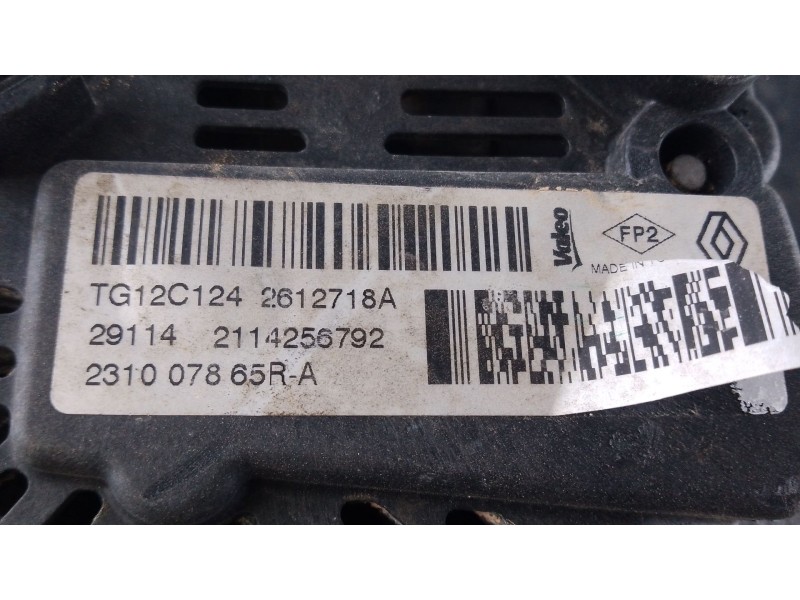 Valeo
FP2
MADE IN
TG12C124 2612718A
29114 2114256792
2310 078 65R-A